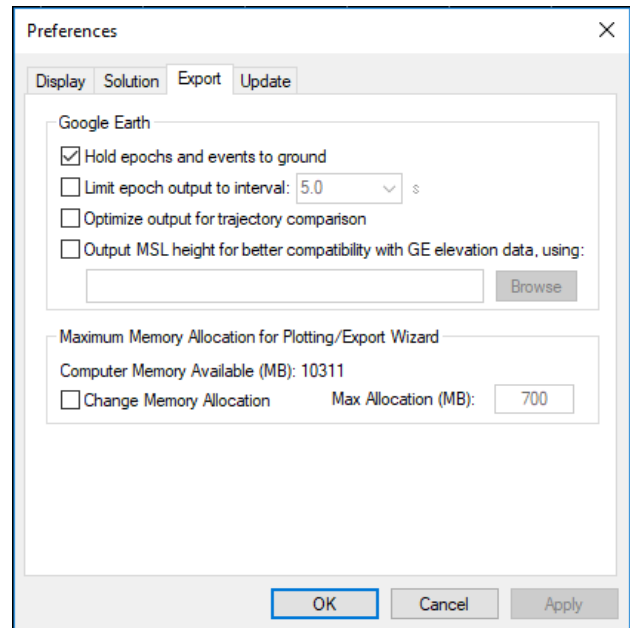 Preferences
Display Solution Export Update
Google Earth
Hold epochs and events to ground
Limit epoch output to interval: 5.0 s
Optimize output for trajectory comparison
Output MSL height for better compatibility with GE elevation data, using:
Browse
Maximum Memory Allocation for Plotting/Export Wizard
Computer Memory Available (MB): 10311
Change Memory Allocation Max Allocation (MB): 700
OK Cancel Apply